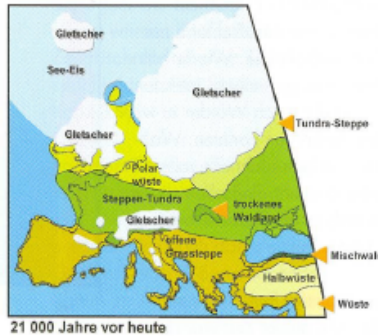 Gletscher
See-Eis
Gletscher
Gletscher
Tundra-Steppe
Polar-
wüste
Steppen-Tundra
trockenes
Waldland
Gletscher
offene
Grassteppe
Mischwal
Halbwüste
Wüste
21 000 Jahre vor heute